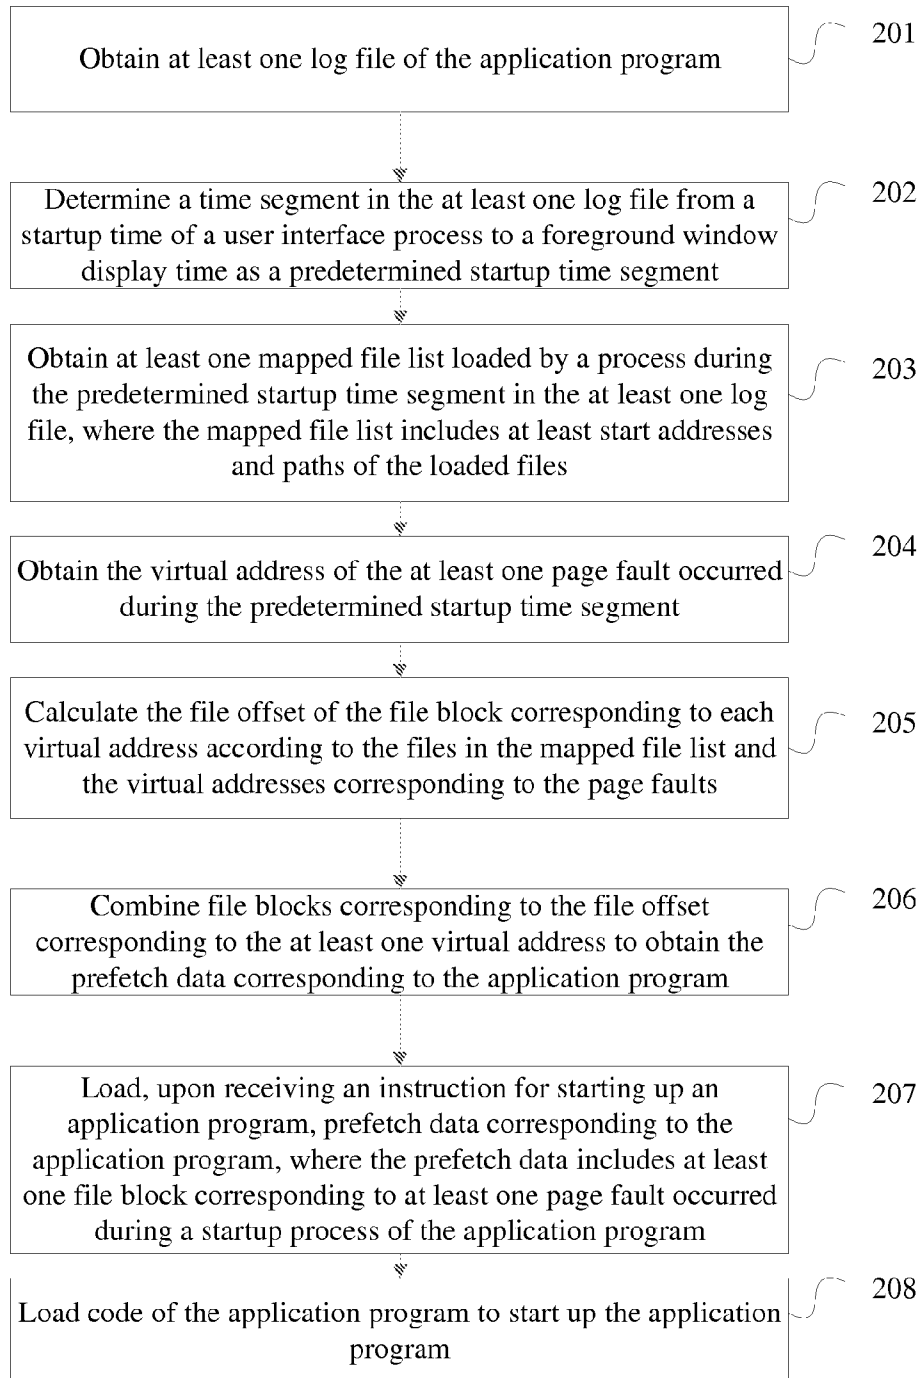 Obtain at least one log file of the application program
201
Determine a time segment in the at least one log file from a
startup time of a user interface process to a foreground window
display time as a predetermined startup time segment
202
Obtain at least one mapped file list loaded by a process during
the predetermined startup time segment in the at least one log
file, where the mapped file list includes at least start addresses
and paths of the loaded files
203
Obtain the virtual address of the at least one page fault occurred
during the predetermined startup time segment
204
Calculate the file offset of the file block corresponding to each
virtual address according to the files in the mapped file list and
the virtual addresses corresponding to the page faults
205
Combine file blocks corresponding to the file offset
corresponding to the at least one virtual address to obtain the
prefetch data corresponding to the application program
206
Load, upon receiving an instruction for starting up an
application program, prefetch data corresponding to the
application program, where the prefetch data includes at least
one file block corresponding to at least one page fault occurred
during a startup process of the application program
207
Load code of the application program to start up the application
program
208